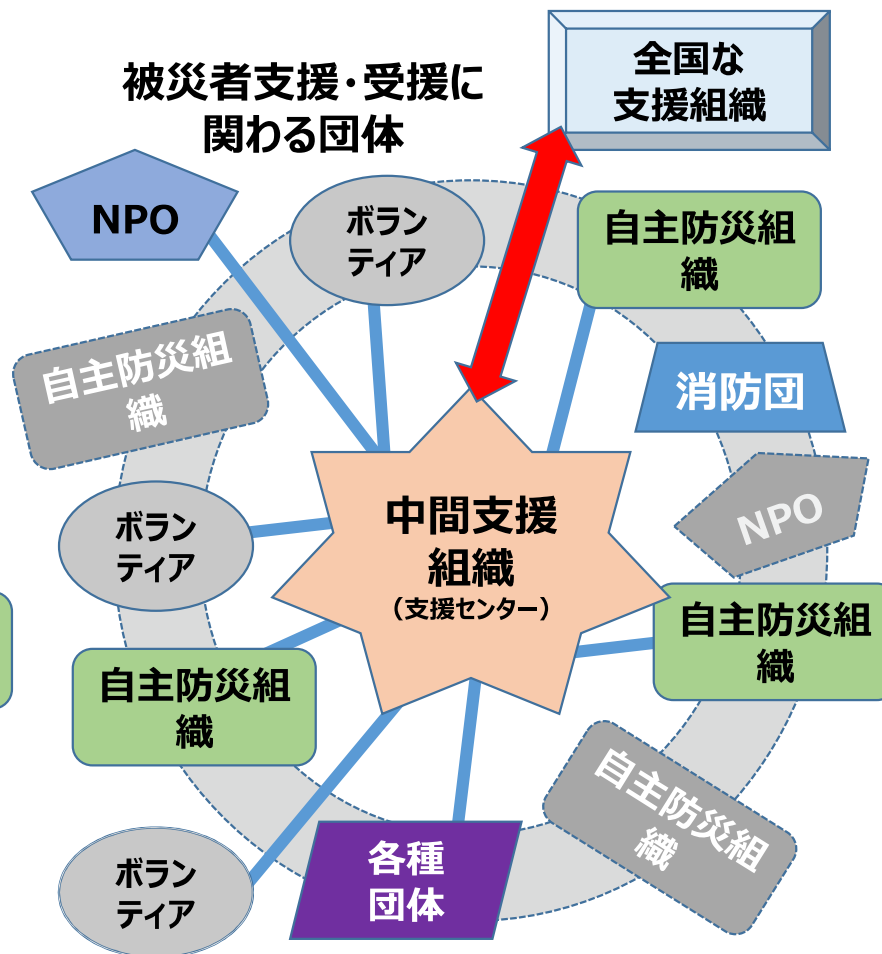 被災者支援・受援に
関わる団体
全国な
支援組織
NPO
ボラン
ティア
自主防災組
織
自主防災組
織
消防団
NPO
ボラン
ティア
中間支援
組織
（支援センター）
自主防災組
織
自主防災組
織
自主防災組
織
ボラン
ティア
各種
団体